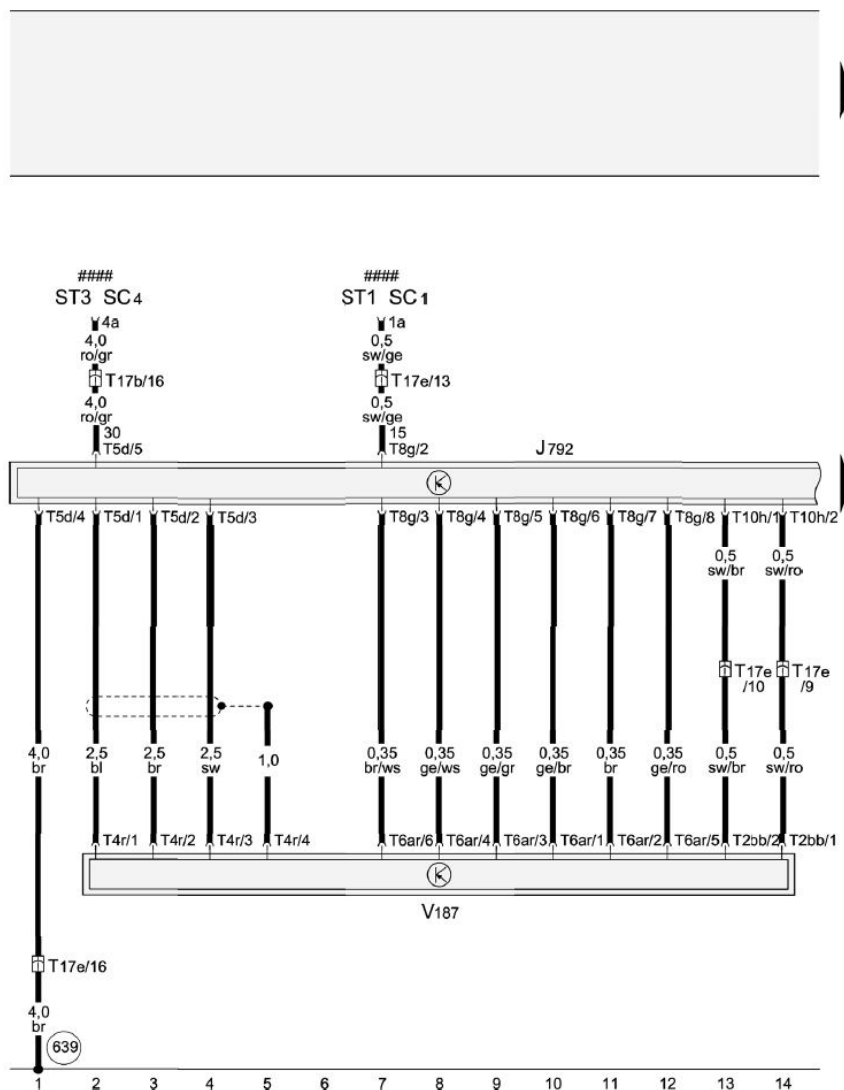 #### ####
ST3 SC4 ST1 SC1
4a 1a
4,0 0,5
ro/gr sw/ge
T17b/16 T17e/13
4,0 0,5
ro/gr sw/ge
30 15
T5d/5 T8g/2 J792
T5d/4 T5d/1 T5d/2 T5d/3 T8g/3 T8g/4 T8g/5 T8g/6 T8g/7 T8g/8 T10h/1 T10h/2
0,5 0,5
sw/br sw/ro
T17e T17e
/10 /9
4,0 2,5 2,5 2,5 1,0 0,35 0,35 0,35 0,35 0,35 0,35 0,5 0,5
br bl br sw br/ws ge/ws ge/gr ge/br br ge/ro sw/br sw/ro
T4r/1 T4r/2 T4r/3 T4r/4 T6ar/6 T6ar/4 T6ar/3 T6ar/1 T6ar/2 T6ar/5 T2bb/2 T2bb/1
V187
T17e/16
4,0
br
639
1 2 3 4 5 6 7 8 9 10 11 12 13 14